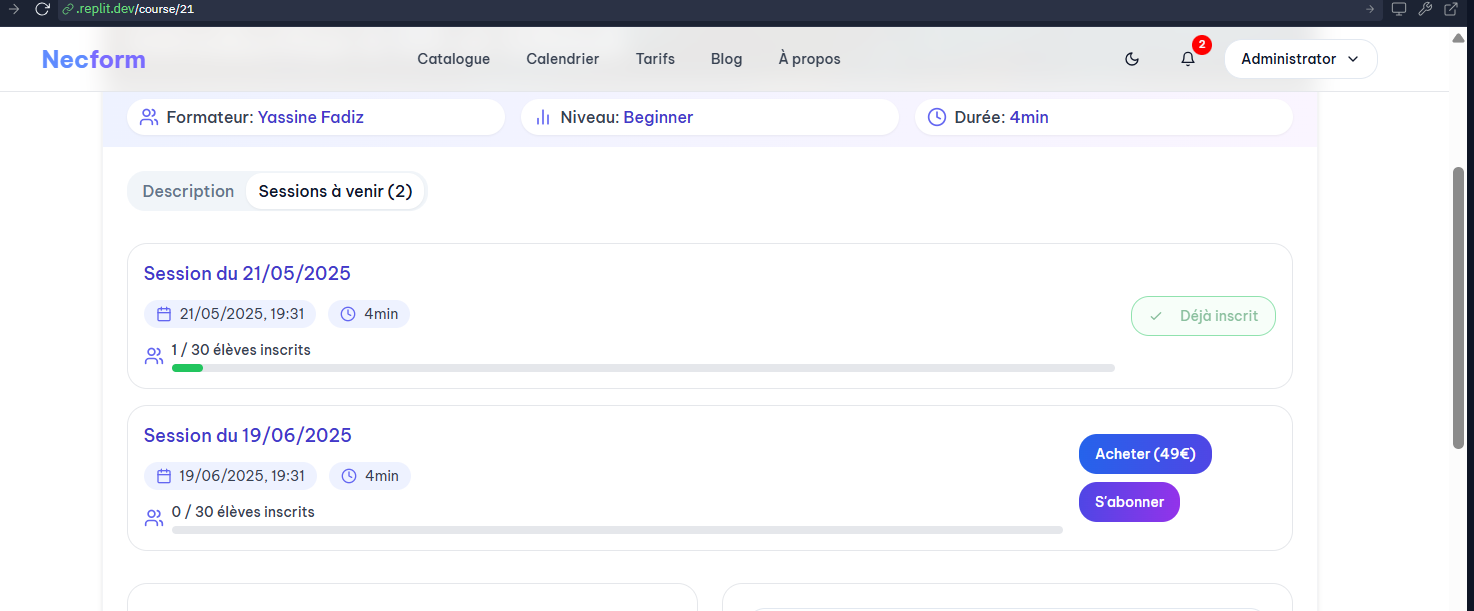 .replit.dev/course/21
Necform
Catalogue
Calendrier
Tarifs
Blog
À propos
2
Administrator
Formateur: Yassine Fadiz
Niveau: Beginner
Durée: 4min
Description
Sessions à venir (2)
Session du 21/05/2025
21/05/2025, 19:31
4min
1 / 30 élèves inscrits
Déjà inscrit
Session du 19/06/2025
19/06/2025, 19:31
4min
0 / 30 élèves inscrits
Acheter (49€)
S'abonner